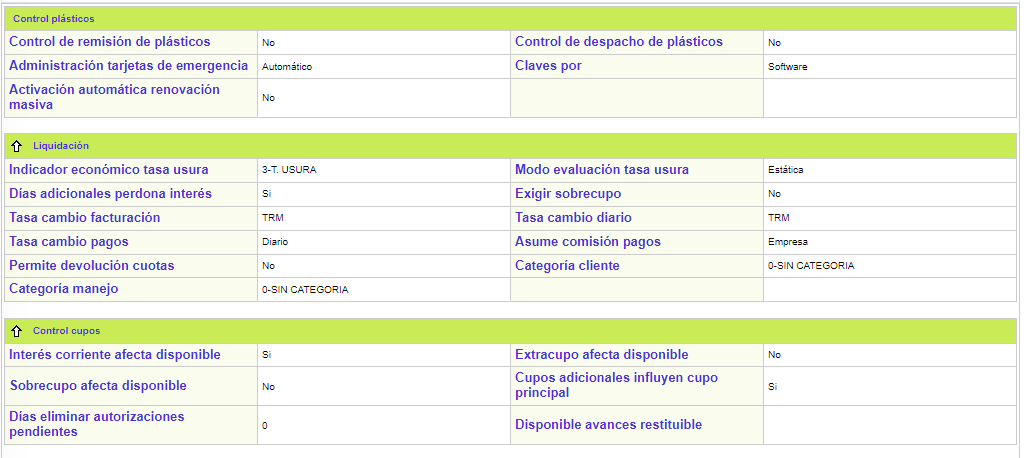 Control plásticos
Control de remisión de plásticos No Control de despacho de plásticos No
Administración tarjetas de emergencia Automático Claves por Software
Activación automática renovación
masiva No
Liquidación
Indicador económico tasa usura 3-T. USURA Modo evaluación tasa usura Estática
Días adicionales perdona interés Si Exigir sobrecupo No
Tasa cambio facturación TRM Tasa cambio diario TRM
Tasa cambio pagos Diario Asume comisión pagos Empresa
Permite devolución cuotas No Categoría cliente 0-SIN CATEGORIA
Categoría manejo 0-SIN CATEGORIA
Control cupos
Interés corriente afecta disponible Si Extracupo afecta disponible No
Sobrecupo afecta disponible No Cupos adicionales influyen cupo
principal Si
Días eliminar autorizaciones
pendientes 0 Disponible avances restituible